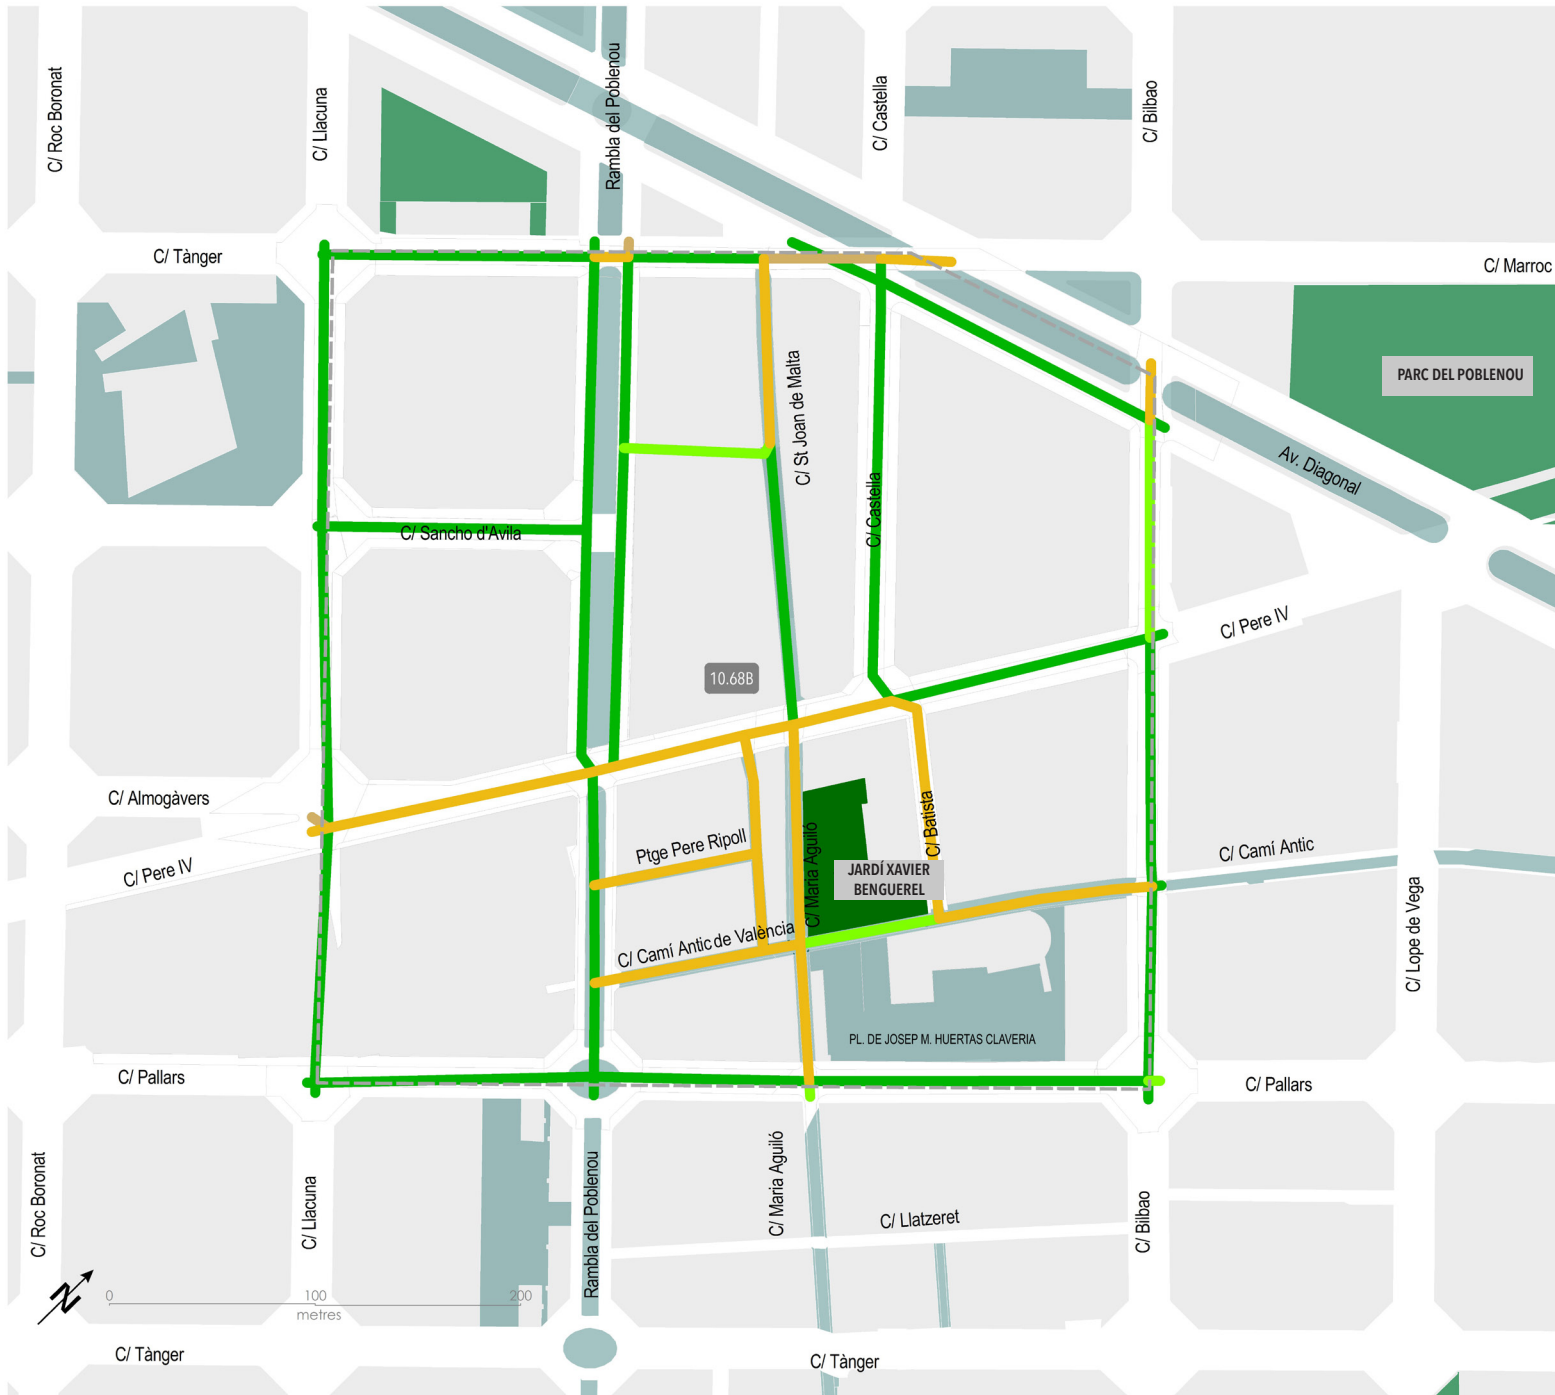 C/ Roc Boronat
C/ Llacuna
Rambla del Poblenou
C/ Castella
C/ Bilbao
C/ Tànger
C/ Marroc
PARC DEL POBLENOU
C/ St Joan de Malta
Av. Diagonal
C/ Castella
C/ Sancho d'Avila
C/ Pere IV
10.68B
C/ Almogàvers
Ptge Pere Ripoll
C/ Maria Aguiló
C/ Batista
C/ Camí Antic
C/ Pere IV
JARDÍ XAVIER
BENGUEREL
C/ Camí Antic de València
C/ Lope de Vega
PL. DE JOSEP M. HUERTAS CLAVERIA
C/ Pallars
C/ Pallars
C/ Roc Boronat
C/ Llacuna
Rambla del Poblenou
C/ Maria Aguiló
C/ Llatzeret
C/ Bilbao
N
0 100 200
metres
C/ Tànger
C/ Tànger